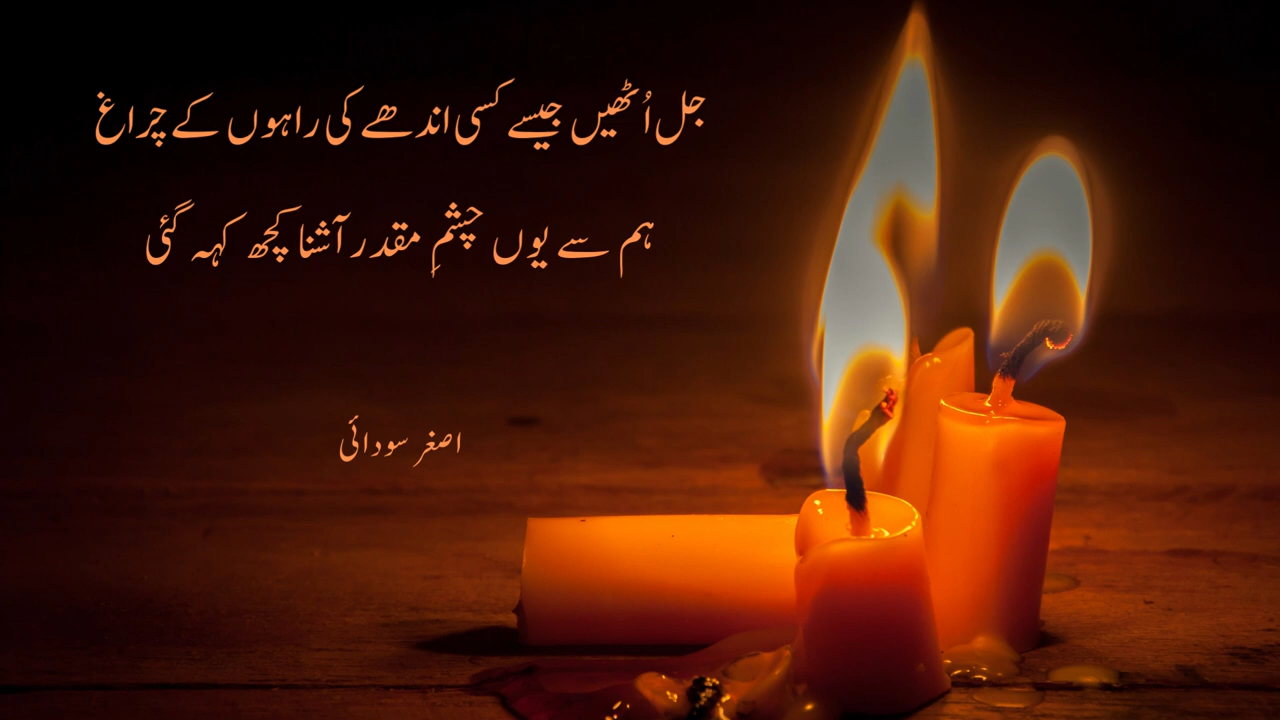 جل اُٹھیں جیسے کسی اندھے کی راہوں کے چراغ
ہم سے یوں چشمِ مقدر آشنا کچھ کہہ گئی
اصغر سودائی